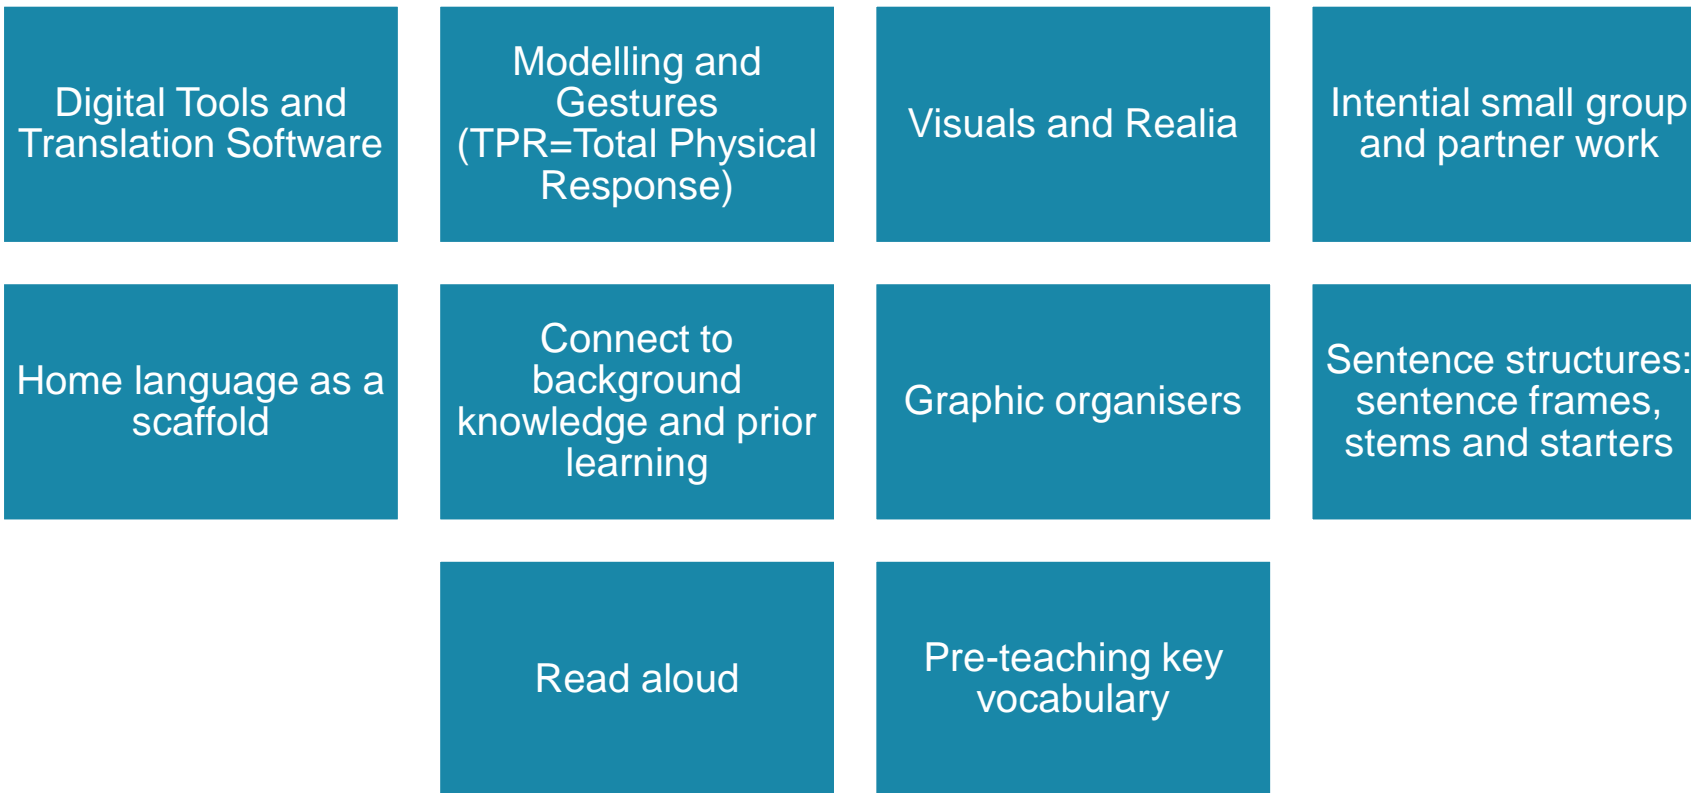 Digital Tools and
Translation Software
Modelling and
Gestures
(TPR=Total Physical
Response)
Visuals and Realia
Intential small group
and partner work
Home language as a
scaffold
Connect to
background
knowledge and prior
learning
Graphic organisers
Sentence structures:
sentence frames,
stems and starters
Read aloud
Pre-teaching key
vocabulary